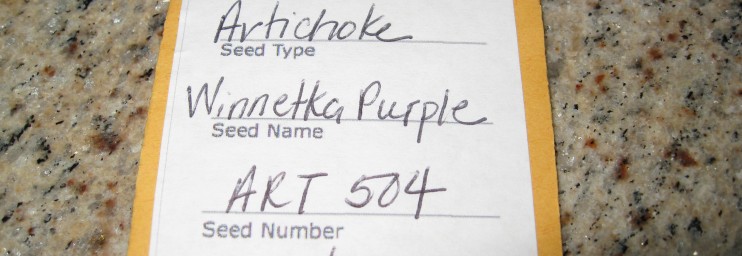 Artichoke
Seed Type
Winnetka Purple
Seed Name
ART 504
Seed Number